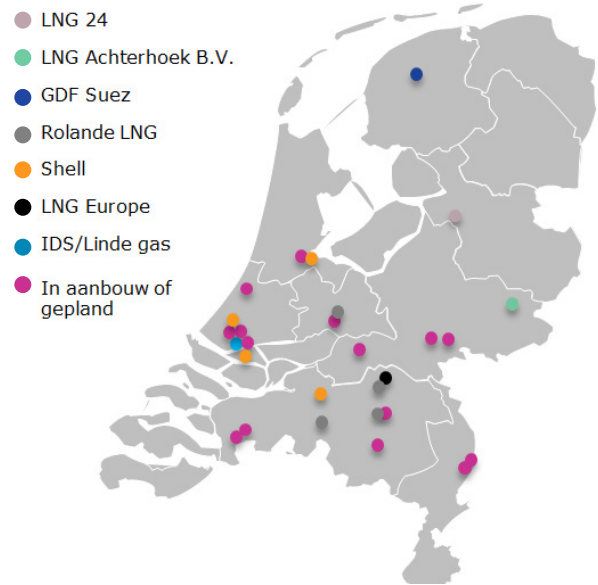 LNG 24
LNG Achterhoek B.V.
GDF Suez
Rolande LNG
Shell
LNG Europe
IDS/Linde gas
In aanbouw of
gepland